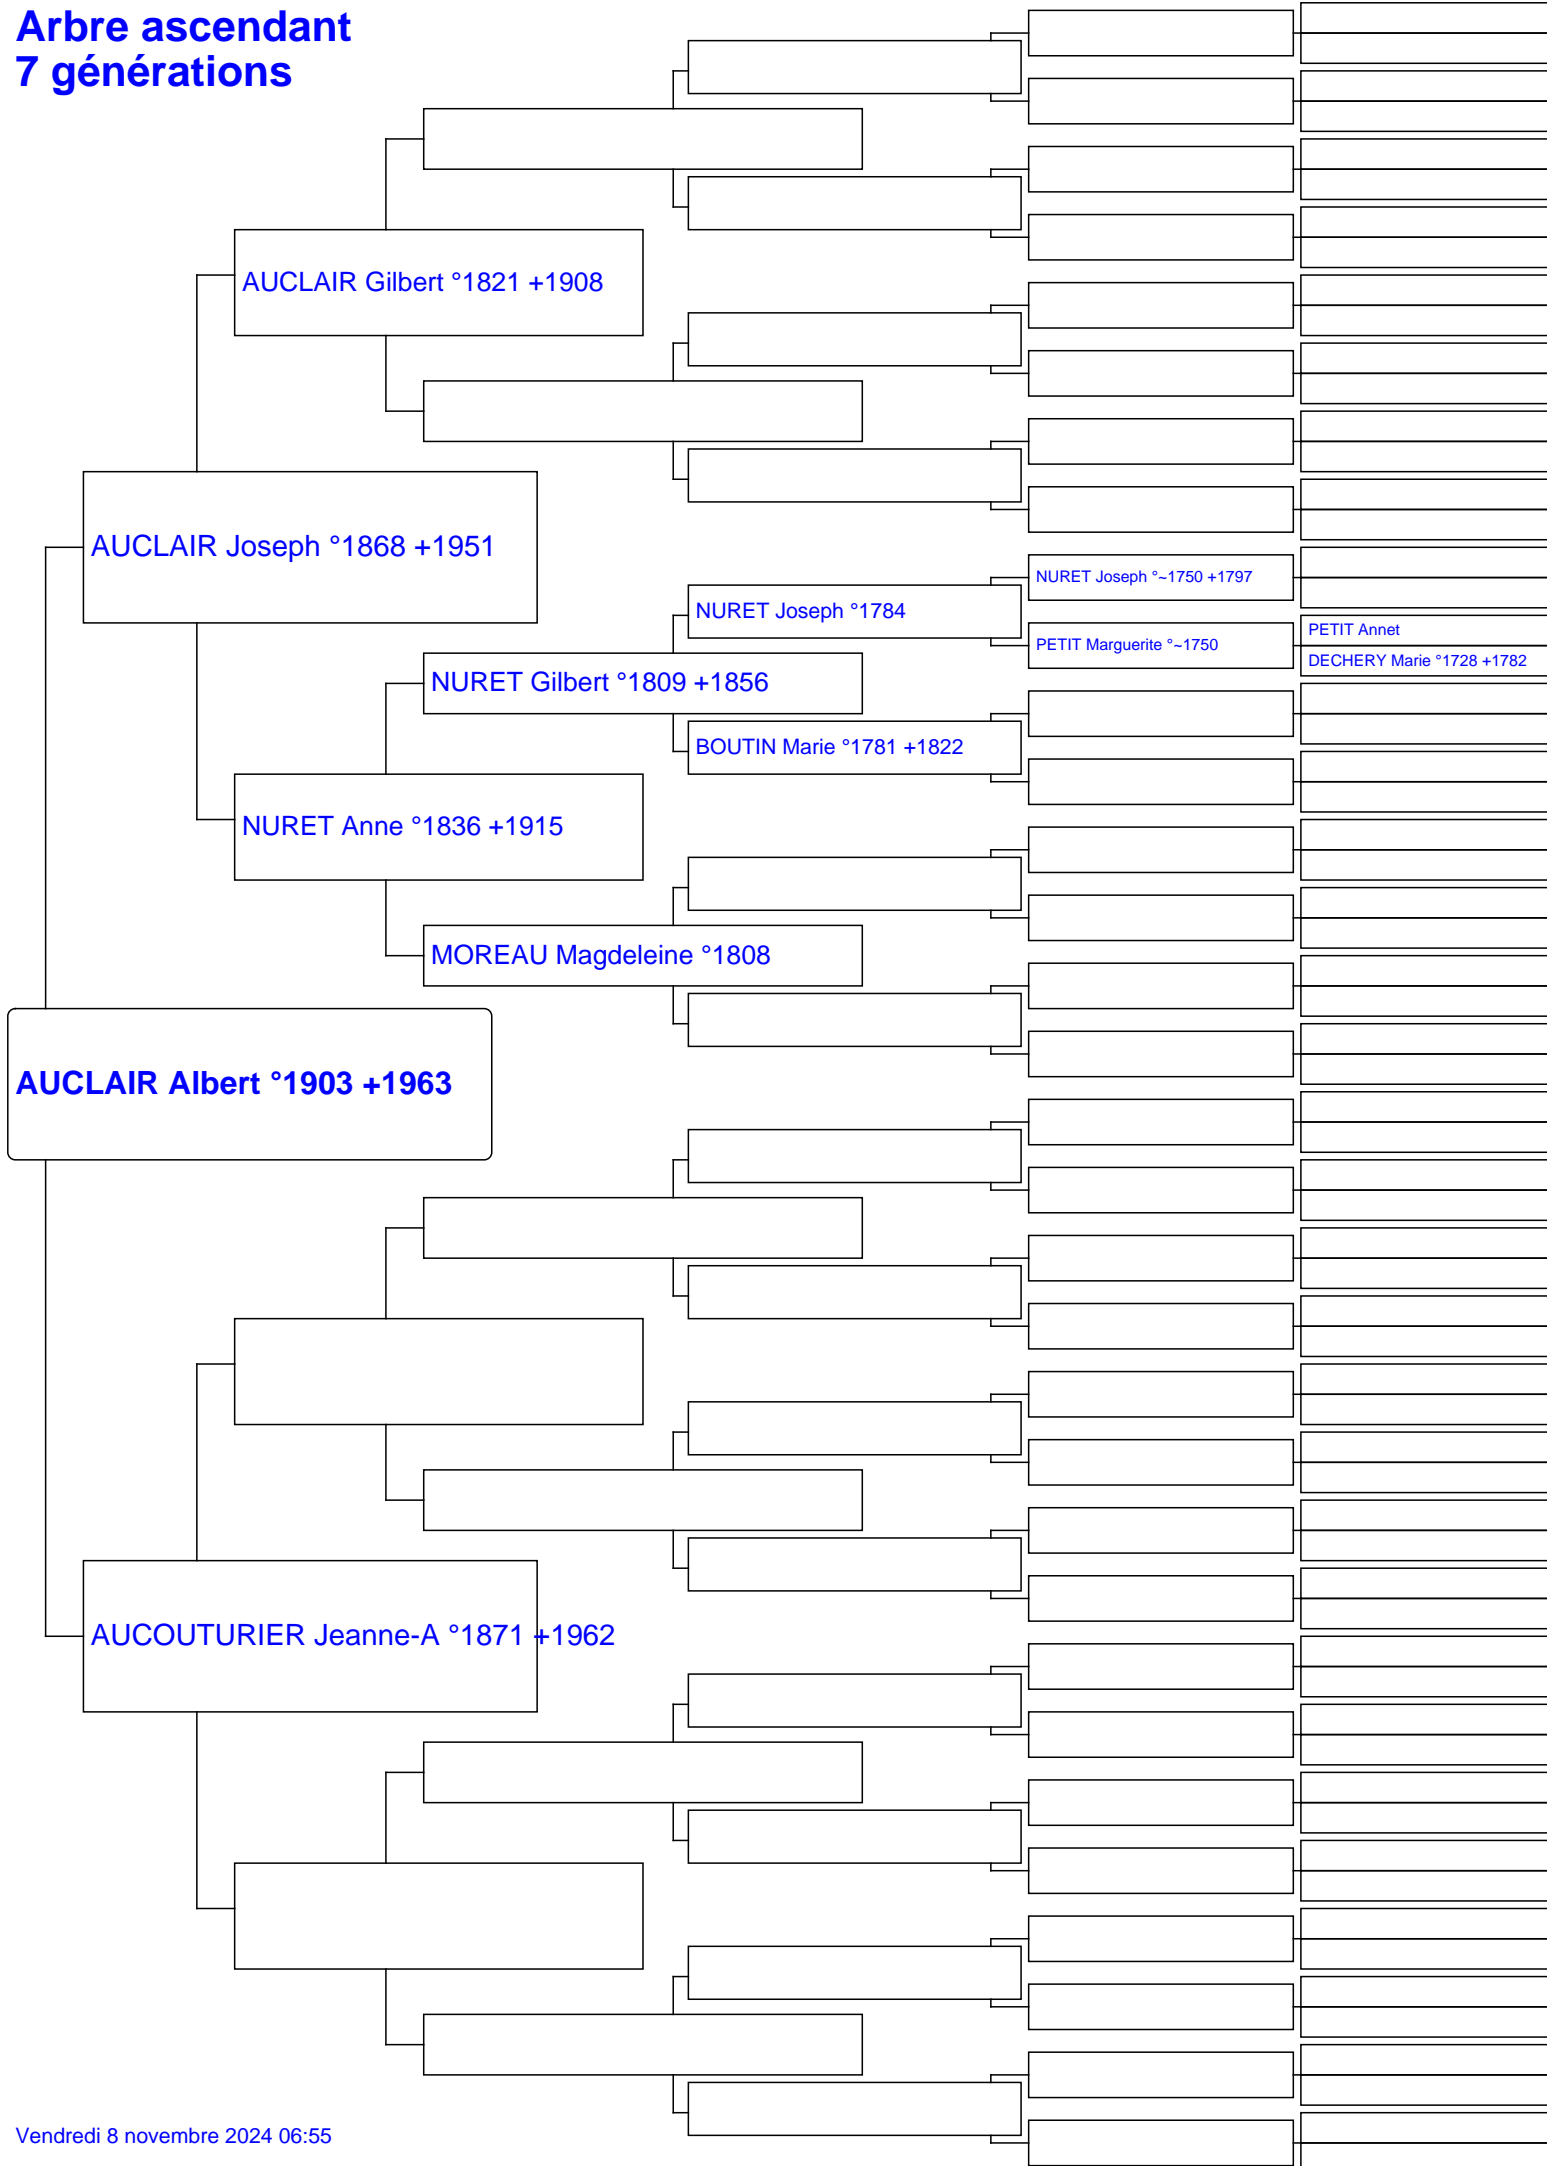 Arbre ascendant
7 générations
AUCLAIR Gilbert °1821 +1908
AUCLAIR Joseph °1868 +1951
NURET Joseph °~1750 +1797
NURET Joseph °1784
PETIT Annet
PETIT Marguerite °~1750
DECHERY Marie °1728 +1782
NURET Gilbert °1809 +1856
BOUTIN Marie °1781 +1822
NURET Anne °1836 +1915
MOREAU Magdeleine °1808
AUCLAIR Albert °1903 +1963
AUCOUTURIER Jeanne-A °1871 +1962
Vendredi 8 novembre 2024 06:55